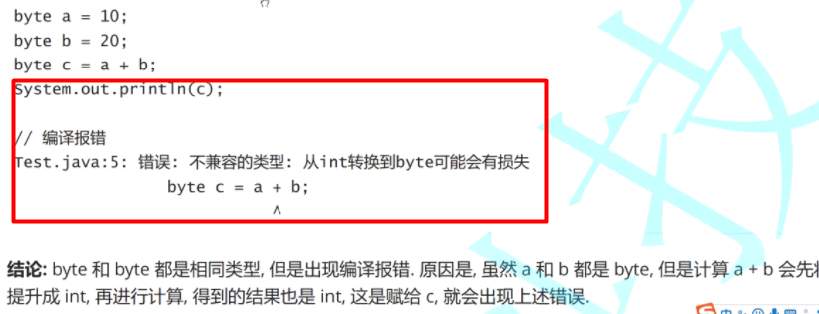 byte a = 10;
byte b = 20;
byte c = a + b;
System.out.println(c);
// 编译报错
Test.java:5: 错误: 不兼容的类型: 从int转换到byte可能会有损失
byte c = a + b;
^
结论: byte 和 byte 都是相同类型, 但是出现编译报错. 原因是, 虽然 a 和 b 都是 byte, 但是计算 a + b 会先将
提升成 int, 再进行计算, 得到的结果也是 int, 这是赋给 c, 就会出现上述错误.